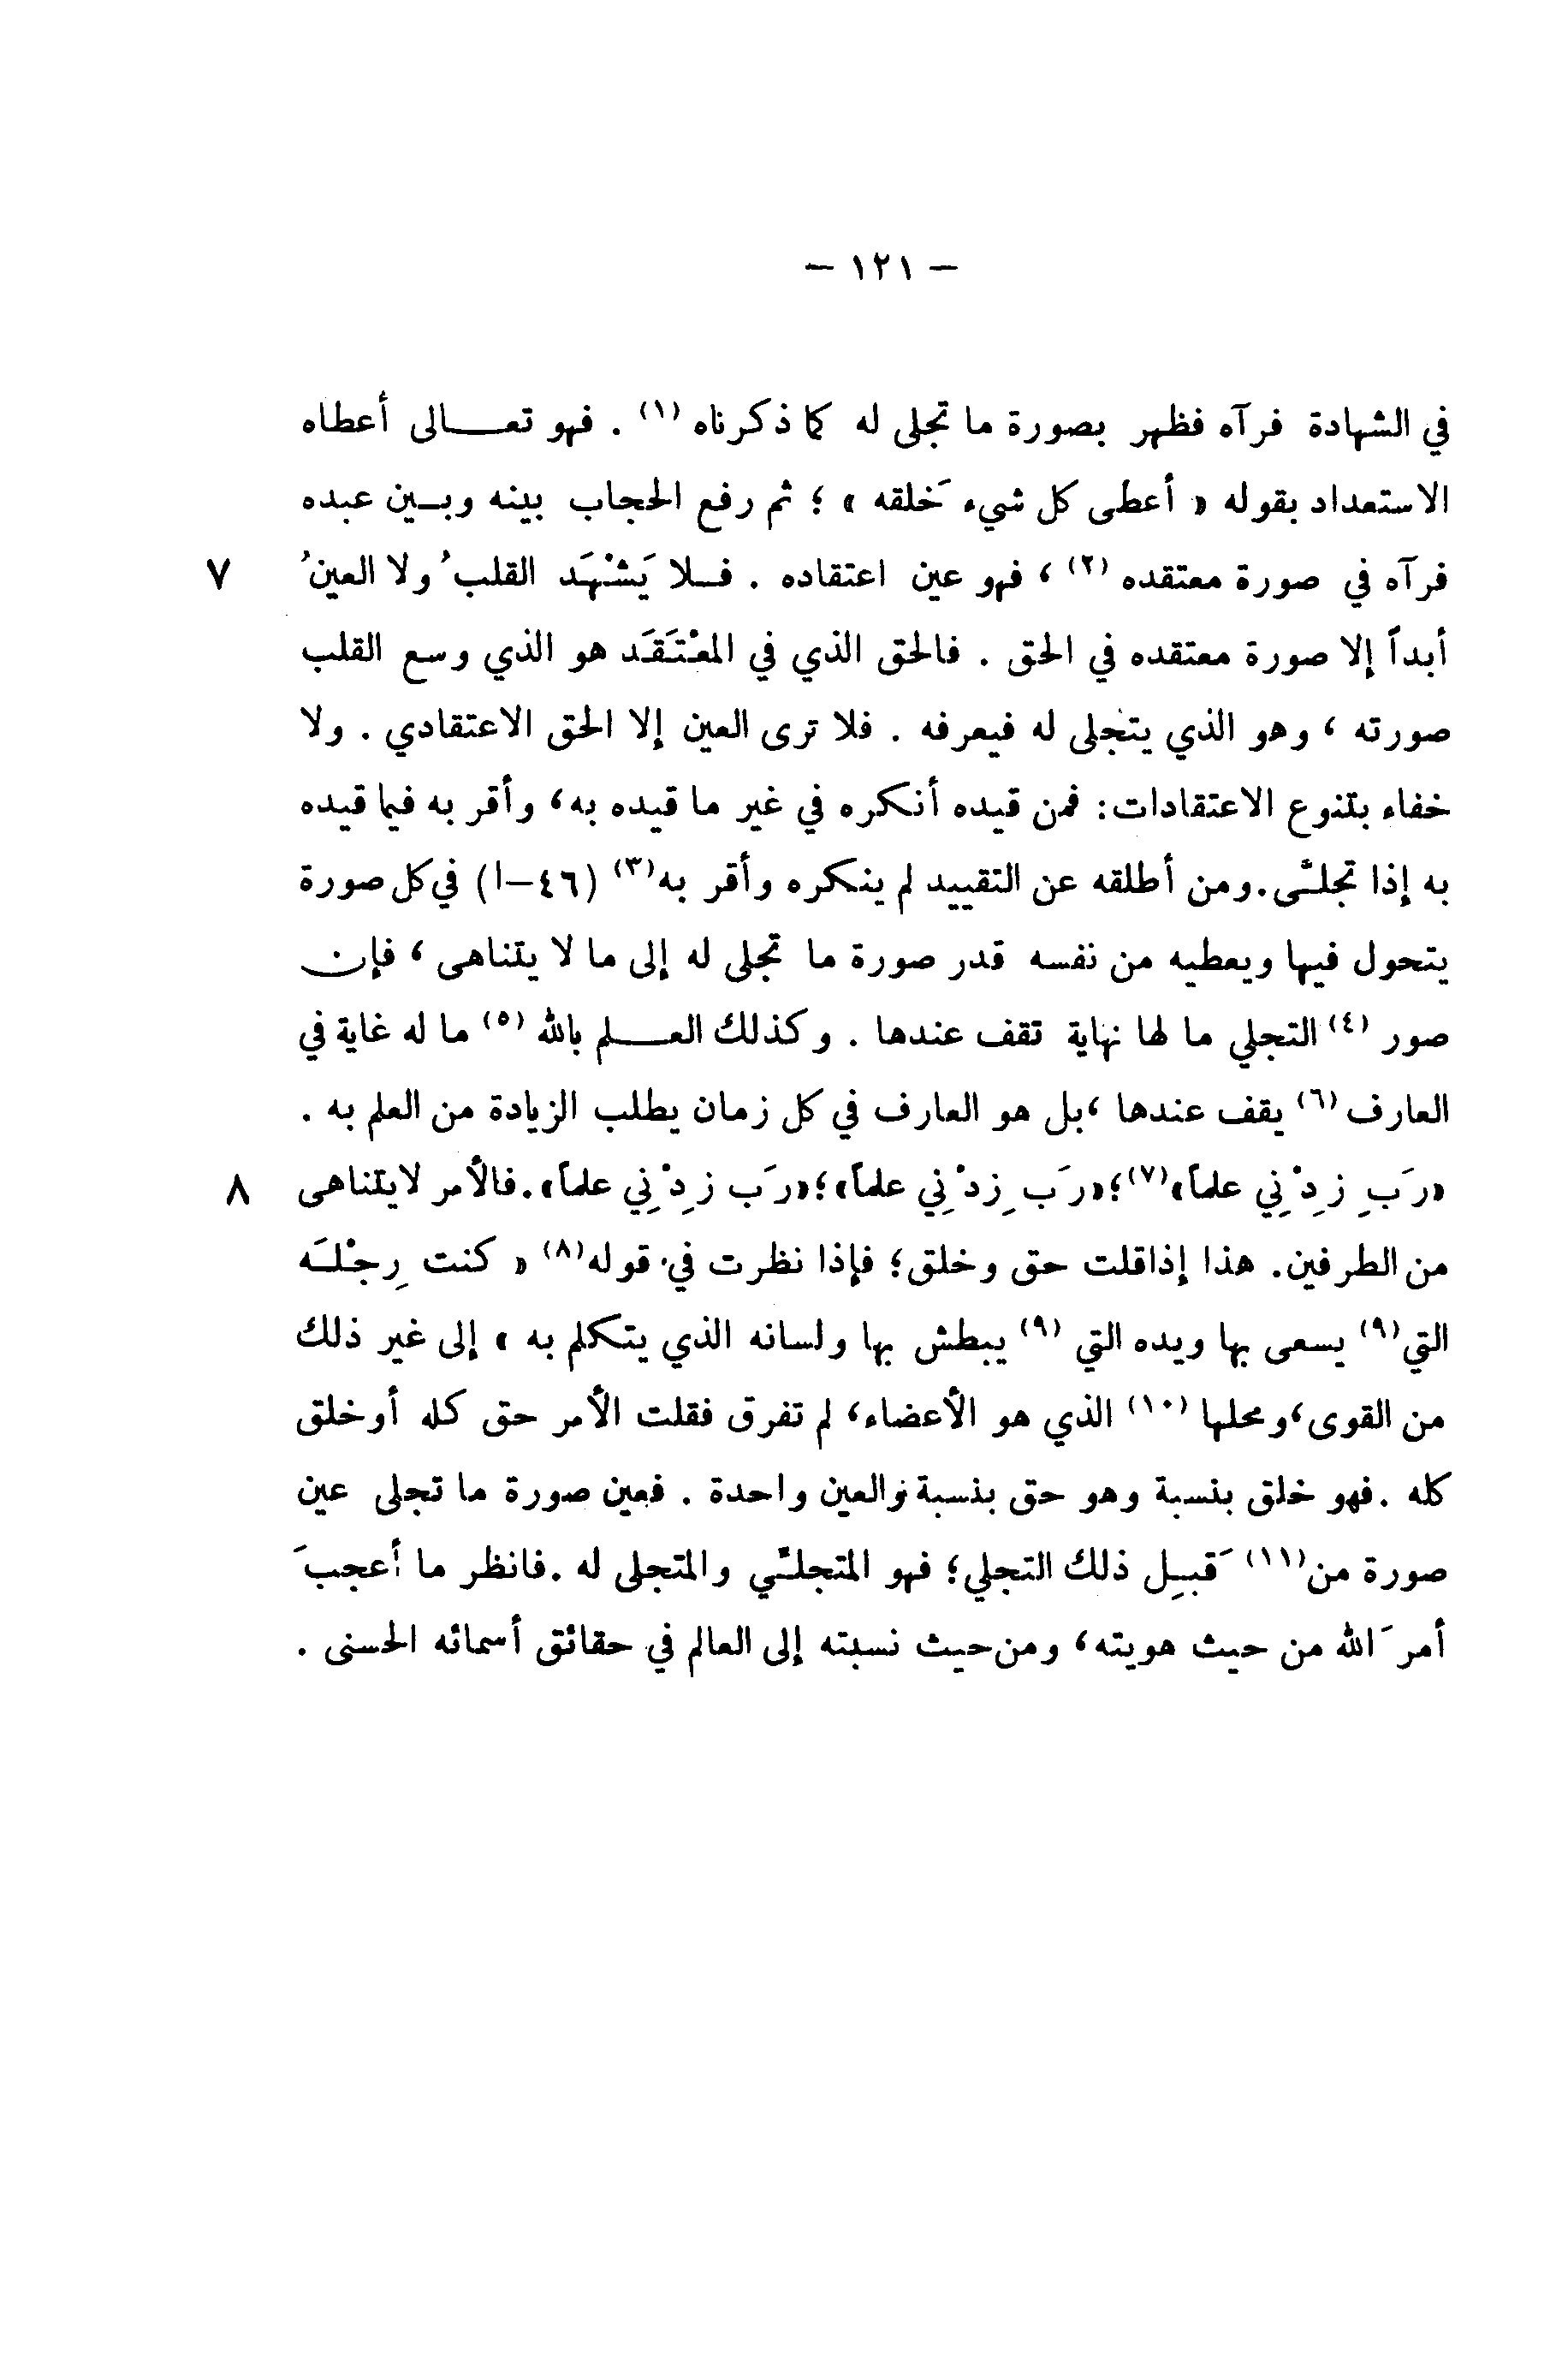 – ١٢١ –
في الشهادة فرآه فظهر بصورة ما تجلى له كما ذكرناه (١) . فهو تعـــالى أعطاه
الاستعداد بقوله « أعطى كل شيء خَلقه » ؛ ثم رفع الحجاب بينه وبـين عبده
فرآه في صورة معتقده (٢) ، فهو عين اعتقاده . فـلا يَشْهَد القلبُ ولا العينُ ٧
أبداً إلا صورة معتقده في الحق . فالحق الذي في المعْتَقَد هو الذي وسع القلب
صورته ، وهو الذي يتجلى له فيعرفه . فلا ترى العين إلا الحق الاعتقادي . ولا
خفاء بتنوع الاعتقادات: فمن قيده أنكره في غير ما قيده به، وأقر به فيما قيده
به إذا تجلـَّى. ومن أطلقه عن التقييد لم ينكره وأقر به(٣) (٤٦–ا) في كل صورة
يتحول فيها ويعطيه من نفسه قدر صورة ما تجلى له إلى ما لا يتناهى ، فإن
صور (٤) التجلي ما لها نهاية تقف عندها . وكذلك العـــلم بالله (٥) ما له غاية في
العارف (٦) يقف عندها ،بل هو العارف في كل زمان يطلب الزيادة من العلم به .
«رَبِ زِدْنِي علماً»(٧)؛«رَبِ زدْنِي علماً»؛«رَب زِدْنِي علماً».فالأمر لايتناهى ٨
من الطرفين. هذا إذاقلت حق وخلق؛ فإذا نظرت في قوله(٨) « كنت رِجْلـَه
التي(٩) يسعى بها ويده التي (٩) يبطش بها ولسانه الذي يتكلم به » إلى غير ذلك
من القوى،ومحلها (١٠) الذي هو الأعضاء، لم تفرق فقلت الأمر حق كله أوخلق
كله .فهو خلق بنسبة وهو حق بنسبة والعين واحدة . فعين صورة ما تجلى عين
صورة من(١١) قَبـِل ذلك التجلي؛ فهو المتجلـِّي والمتجلى له .فانظر ما أعجبَ
أمرَ الله من حيث هويته، ومن حيث نسبته إلى العالم في حقائق أسمائه الحسنى .